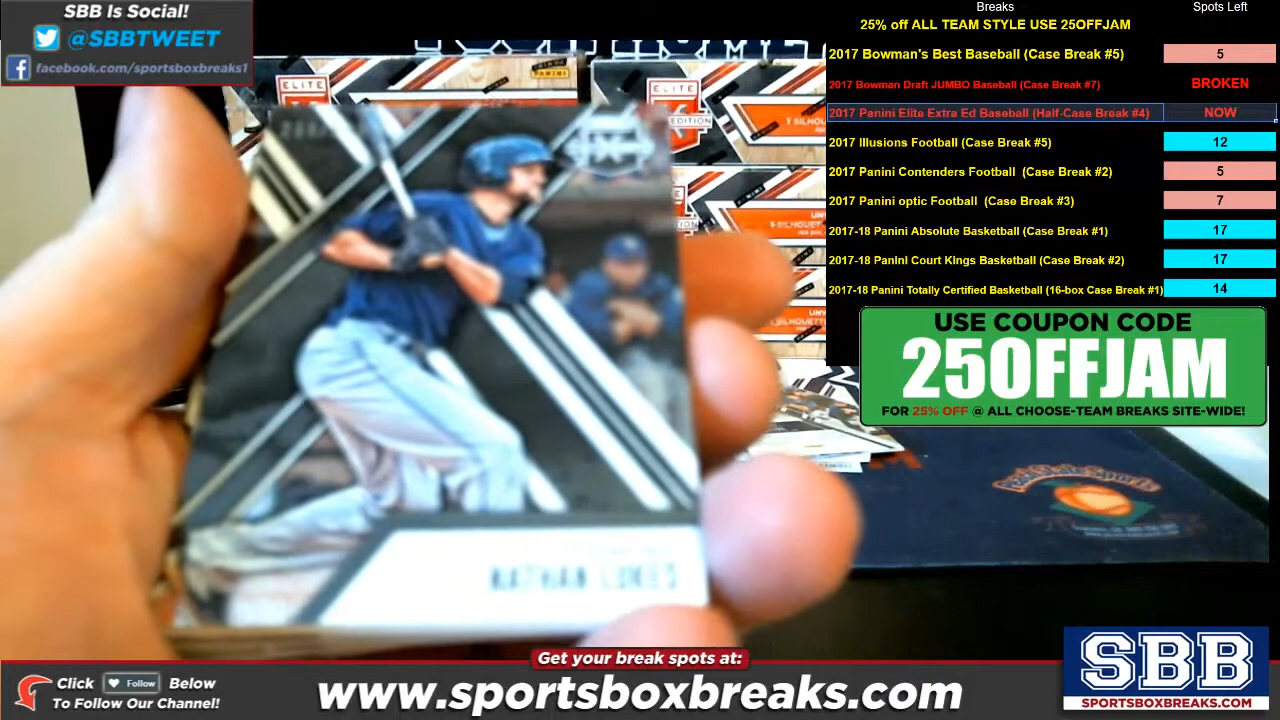 SBB Is Social!
@SBBTWEET
facebook.com/sportsboxbreaks1
Breaks Spots Left
25% off ALL TEAM STYLE USE 25OFFJAM
2017 Bowman's Best Baseball (Case Break #5) 5
2017 Bowman Draft JUMBO Baseball (Case Break #7) BROKEN
2017 Panini Elite Extra Ed Baseball (Half-Case Break #4) NOW
2017 Illusions Football (Case Break #5) 12
2017 Panini Contenders Football (Case Break #2) 5
2017 Panini optic Football (Case Break #3) 7
2017-18 Panini Absolute Basketball (Case Break #1) 17
2017-18 Panini Court Kings Basketball (Case Break #2) 17
2017-18 Panini Totally Certified Basketball (16-box Case Break #1) 14
USE COUPON CODE
25OFFJAM
FOR 25% OFF @ ALL CHOOSE-TEAM BREAKS SITE-WIDE!
ELITE
PANINI
ELITE
EDITION
NATHAN LUKES
Get your break spots at:
Click Follow Below
To Follow Our Channel!
www.sportsboxbreaks.com
SBB
SPORTSBOXBREAKS.COM